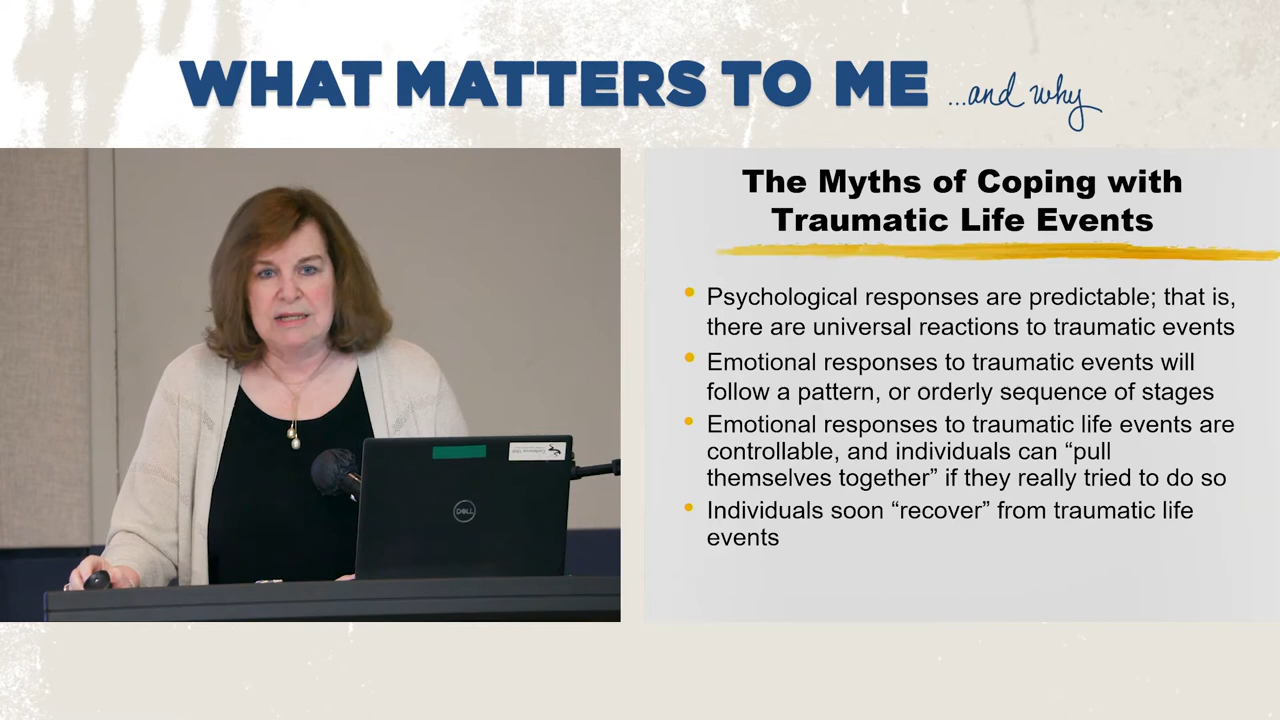 WHAT MATTERS TO ME ...and why
The Myths of Coping with
Traumatic Life Events
• Psychological responses are predictable; that is,
there are universal reactions to traumatic events
• Emotional responses to traumatic events will
follow a pattern, or orderly sequence of stages
• Emotional responses to traumatic life events are
controllable, and individuals can “pull
themselves together” if they really tried to do so
• Individuals soon “recover” from traumatic life
events
DELL